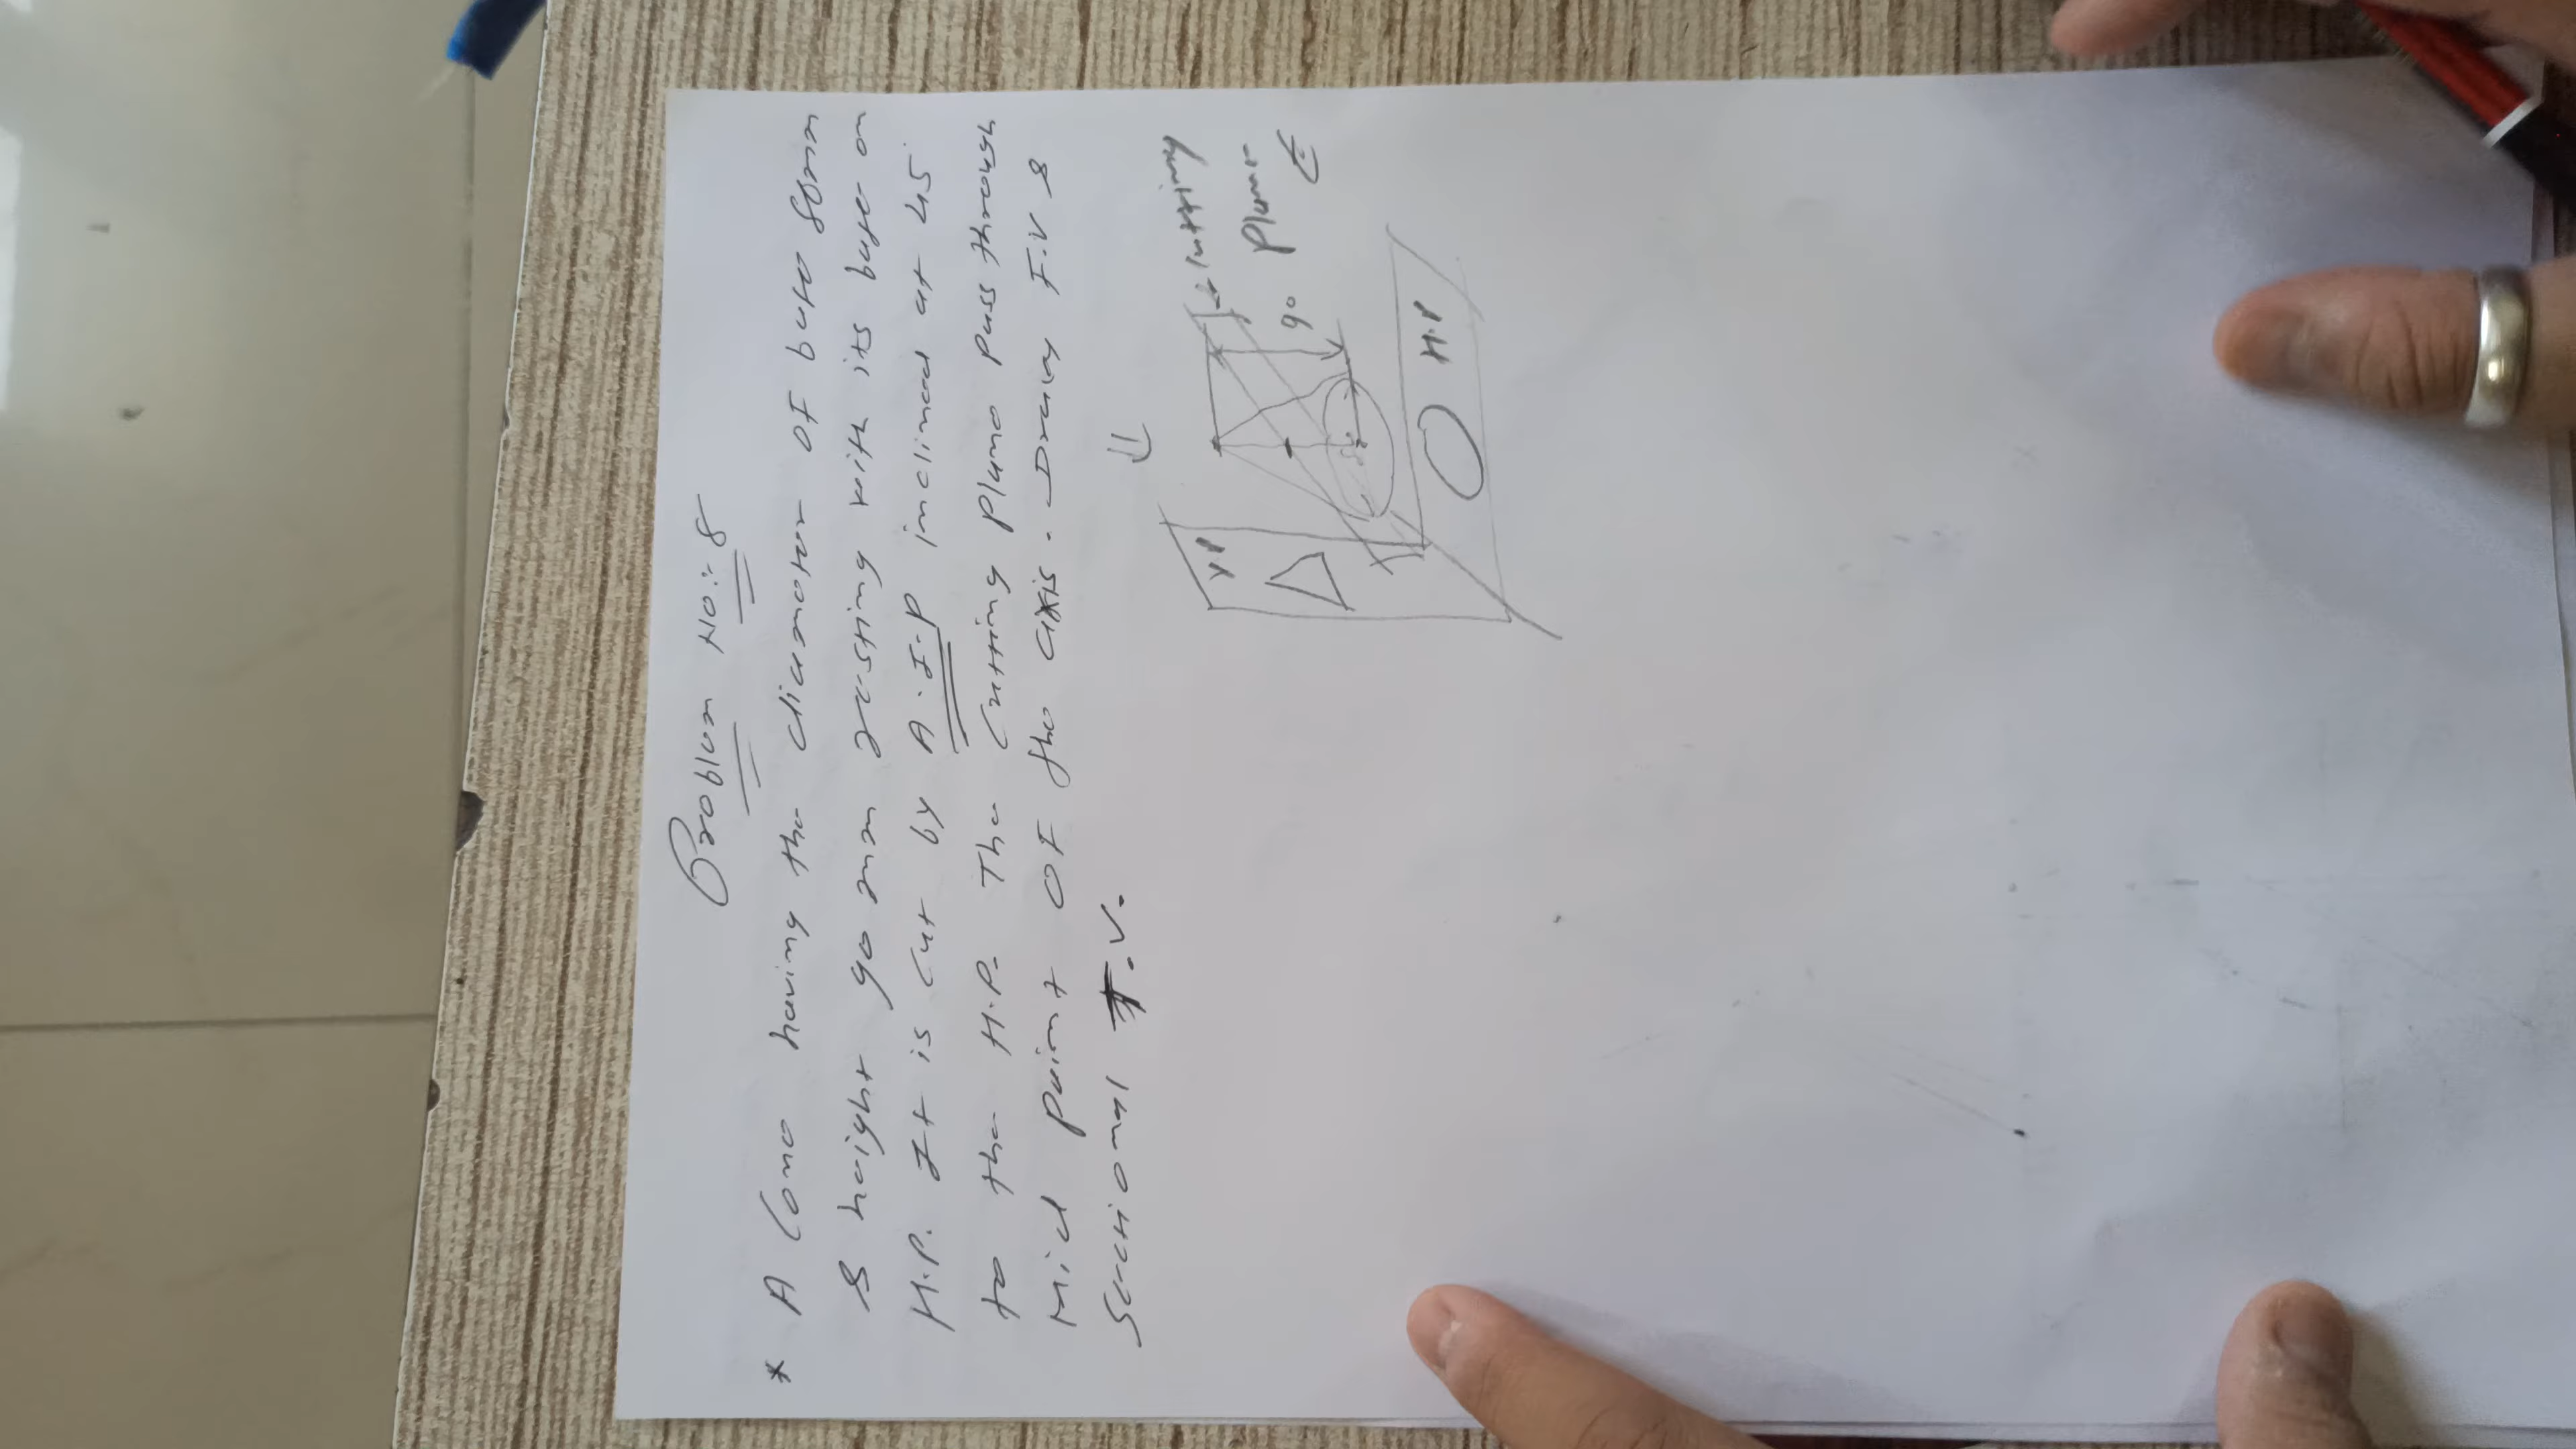 Problem No:- 8
* A Cone having the diameter of base 80mm
& height 90 mm resting with its base on
H.P. It is cut by A.I.P inclined at 45°
to the H.P. The Cutting Plane pass through
Mid point of the axis. Draw F.V &
Sectional T.V.
Cutting
Plane
V.P
90
80
H.P